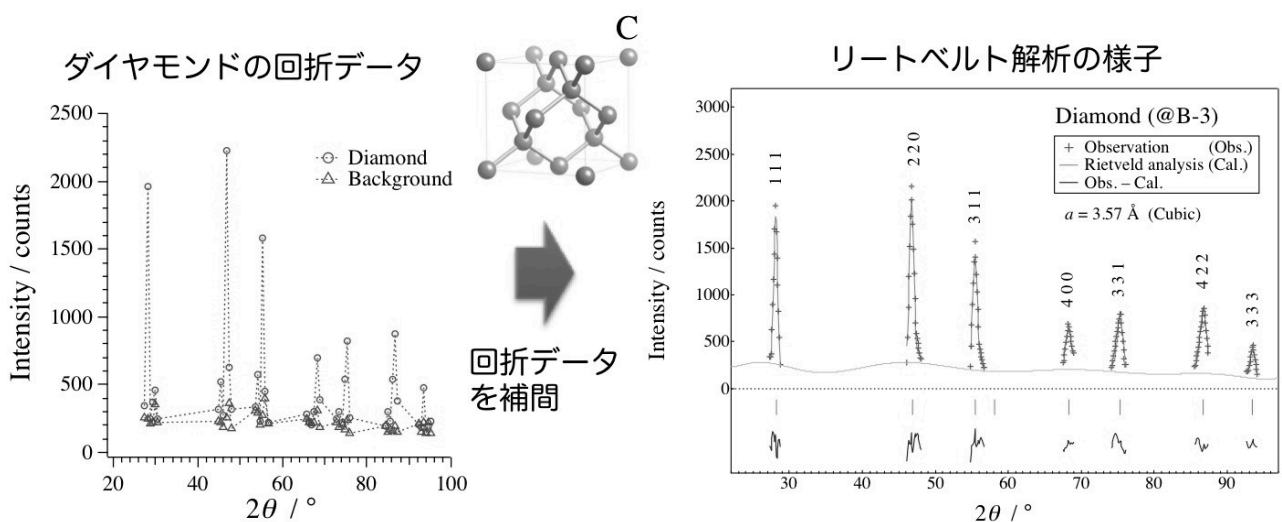 ダイヤモンドの回折データ
2500
2000
1500
1000
500
0
Intensity / counts
Diamond
Background
20
40
60
80
100
2θ / °
C
回折データ
を補間
リートベルト解析の様子
3000
2500
2000
1500
1000
500
0
Intensity / counts
Diamond (@B-3)
Observation (Obs.)
Rietveld analysis (Cal.)
Obs. – Cal.
a = 3.57 Å (Cubic)
1 1 1
2 2 0
3 1 1
4 0 0
3 3 1
4 2 2
3 3 3
30
40
50
60
70
80
90
2θ / °